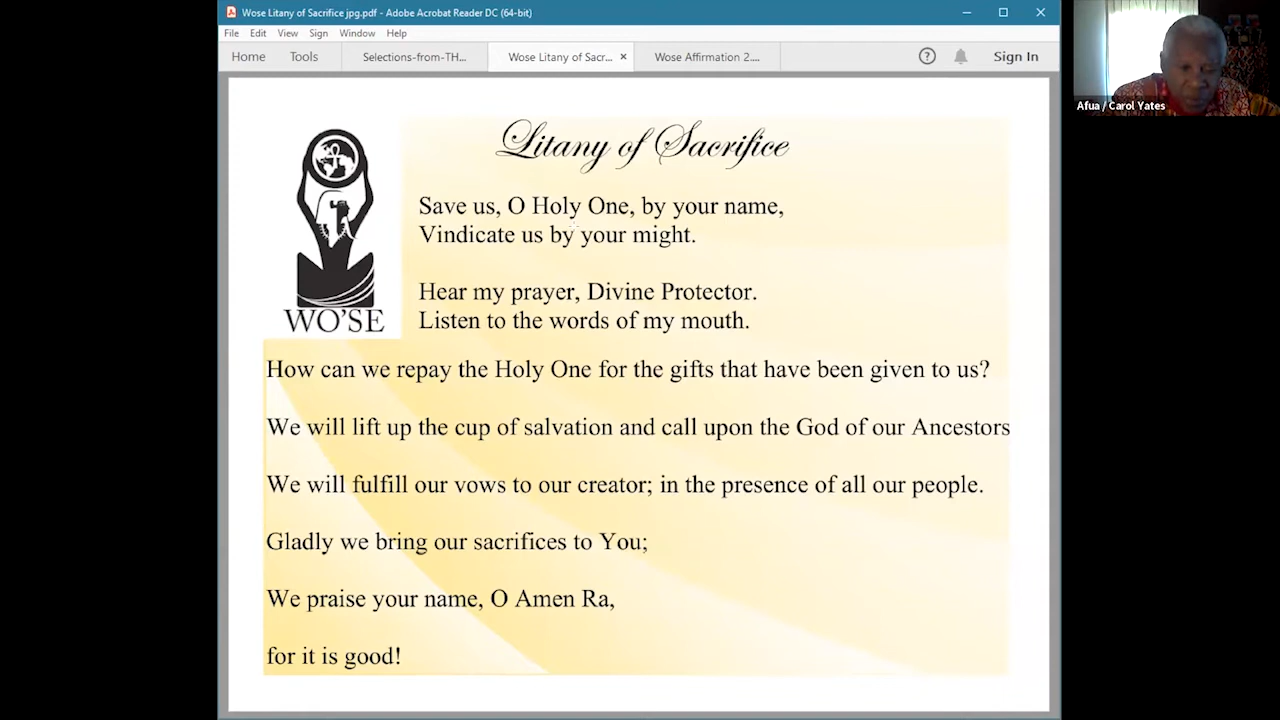 Wose Litany of Sacrifice jpg.pdf - Adobe Acrobat Reader DC (64-bit)
File Edit View Sign Window Help
Home Tools Selections-from-TH... Wose Litany of Sacr... × Wose Affirmation 2.... ? Sign In
Afua / Carol Yates
Litany of Sacrifice
Save us, O Holy One, by your name,
Vindicate us by your might.
Hear my prayer, Divine Protector.
Listen to the words of my mouth.
WO'SE
How can we repay the Holy One for the gifts that have been given to us?
We will lift up the cup of salvation and call upon the God of our Ancestors
We will fulfill our vows to our creator; in the presence of all our people.
Gladly we bring our sacrifices to You;
We praise your name, O Amen Ra,
for it is good!